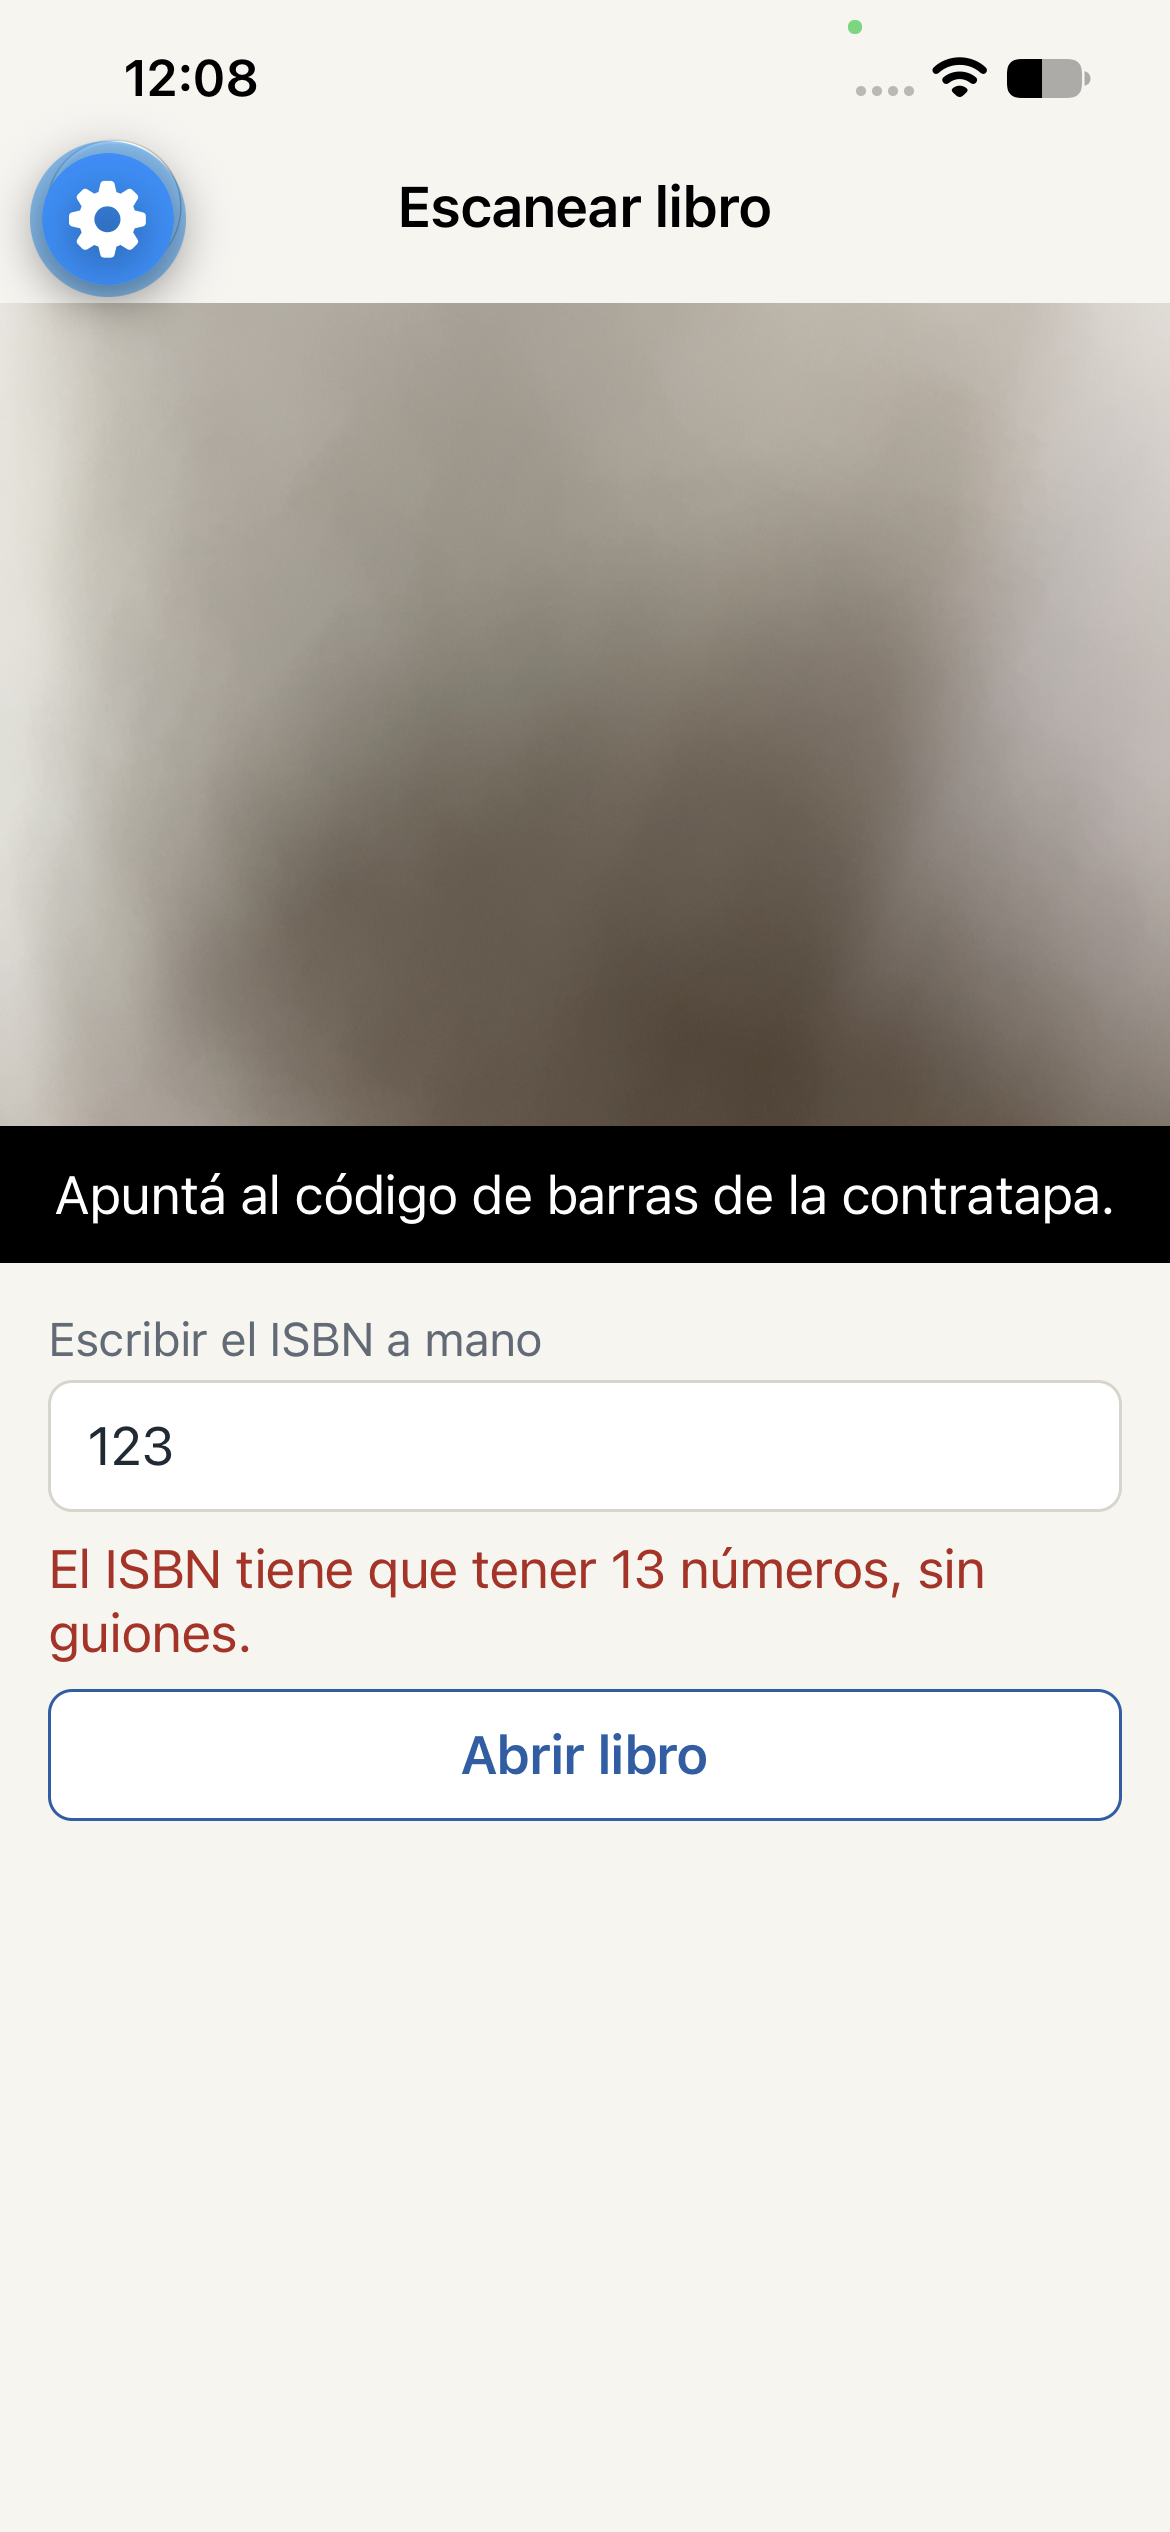 12:08
Escanear libro
Apuntá al código de barras de la contratapa.
Escribir el ISBN a mano
123
El ISBN tiene que tener 13 números, sin
guiones.
Abrir libro